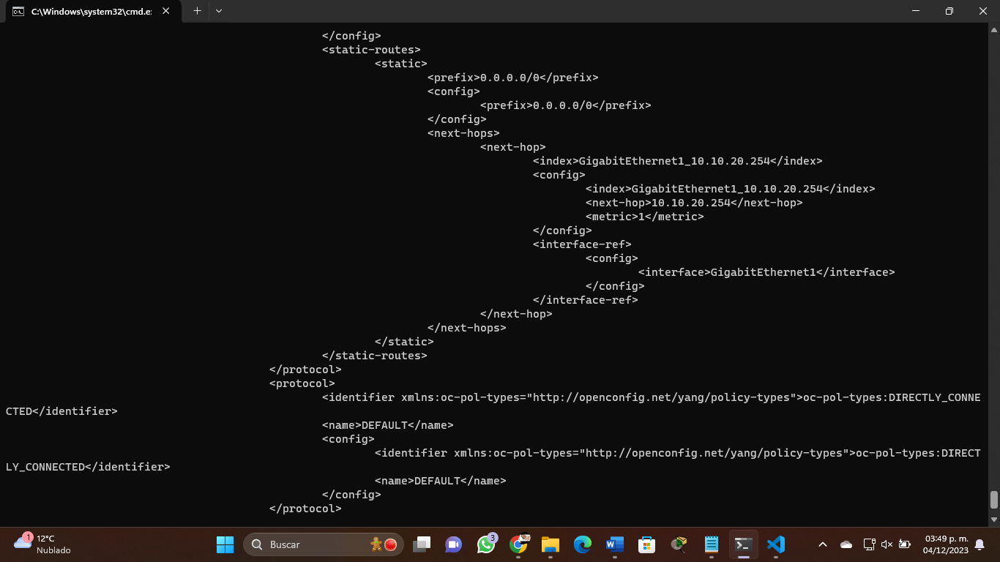 C:\Windows\system32\cmd.e:
</config>
<static-routes>
<static>
<prefix>0.0.0.0/0</prefix>
<config>
<prefix>0.0.0.0/0</prefix>
</config>
<next-hops>
<next-hop>
<index>GigabitEthernet1_10.10.20.254</index>
<config>
<index>GigabitEthernet1_10.10.20.254</index>
<next-hop>10.10.20.254</next-hop>
<metric>1</metric>
</config>
<interface-ref>
<config>
<interface>GigabitEthernet1</interface>
</config>
</interface-ref>
</next-hop>
</next-hops>
</static>
</static-routes>
</protocol>
<protocol>
<identifier xmlns:oc-pol-types="http://openconfig.net/yang/policy-types">oc-pol-types:DIRECTLY_CONNE
CTED</identifier>
<name>DEFAULT</name>
<config>
<identifier xmlns:oc-pol-types="http://openconfig.net/yang/policy-types">oc-pol-types:DIRECT
LY_CONNECTED</identifier>
<name>DEFAULT</name>
</config>
</protocol>
1
12°C
Nublado
Buscar
3
03:49 p. m.
04/12/2023